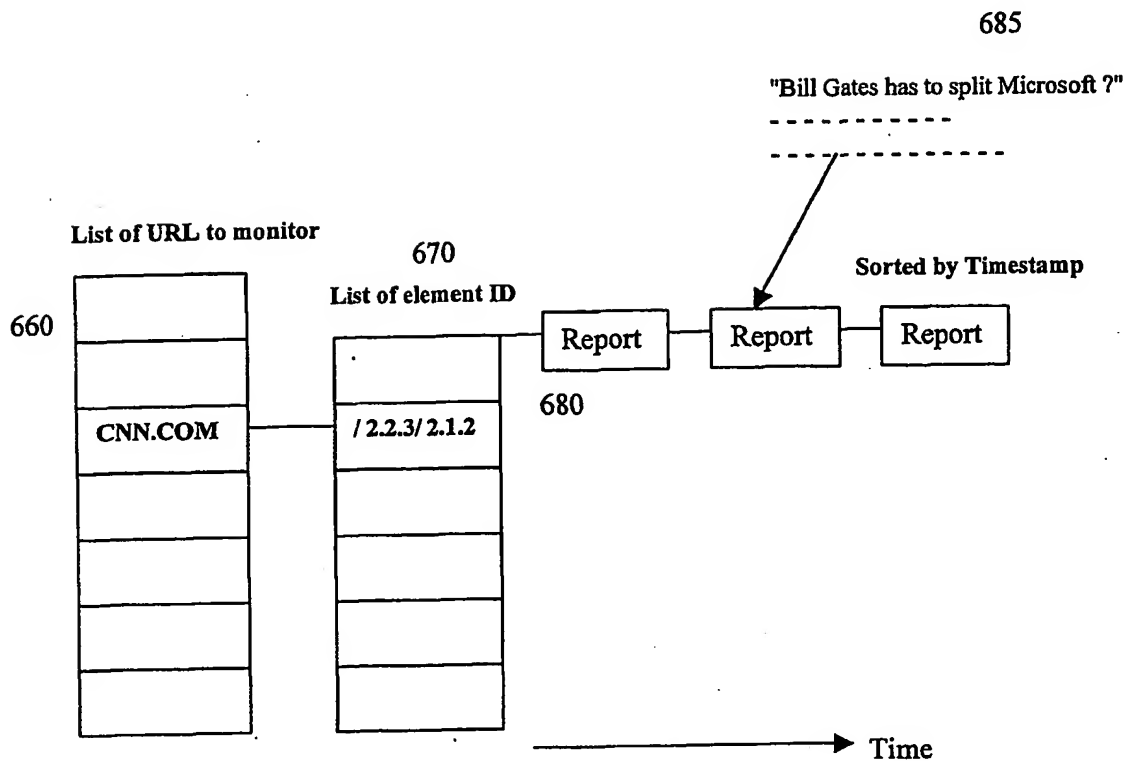 685
"Bill Gates has to split Microsoft ?"
List of URL to monitor
670
Sorted by Timestamp
List of element ID
660
Report
Report
Report
680
CNN.COM
/ 2.2.3/ 2.1.2
Time